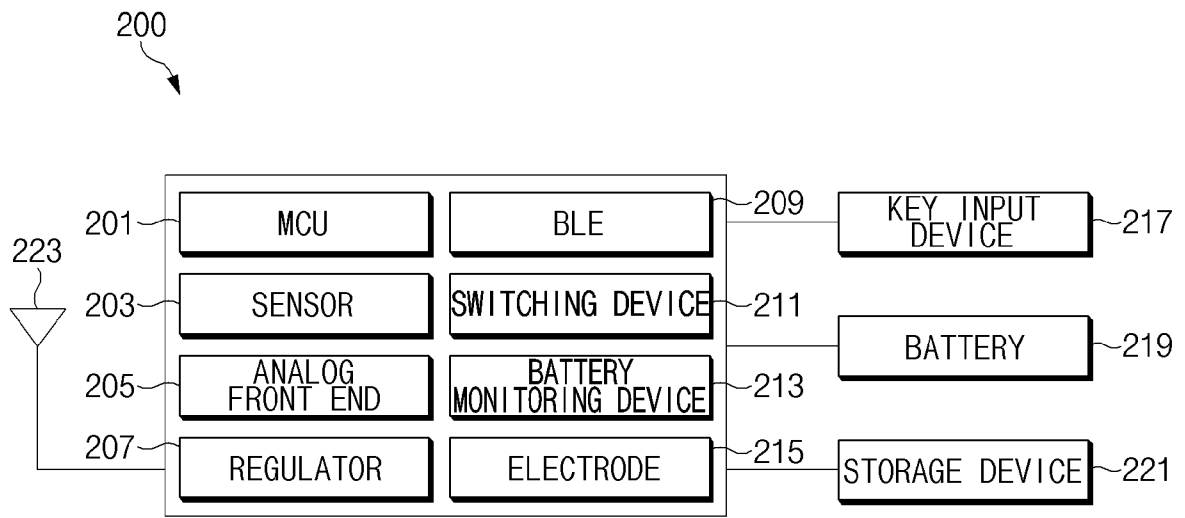 200
201
MCU
BLE
209
KEY INPUT
DEVICE
217
223
203
SENSOR
SWITCHING DEVICE
211
BATTERY
219
205
ANALOG
FRONT END
BATTERY
MONITORING DEVICE
213
207
REGULATOR
ELECTRODE
215
STORAGE DEVICE
221